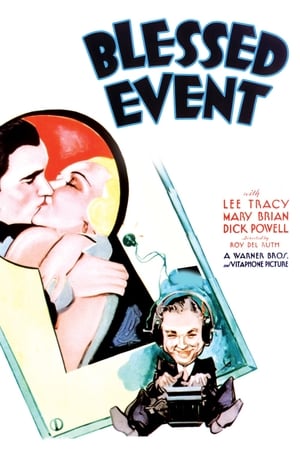 BLESSED
EVENT
with
LEE TRACY
MARY BRIAN
DICK POWELL
directed by
ROY DEL RUTH
A WARNER BROS.
and VITAPHONE PICTURE